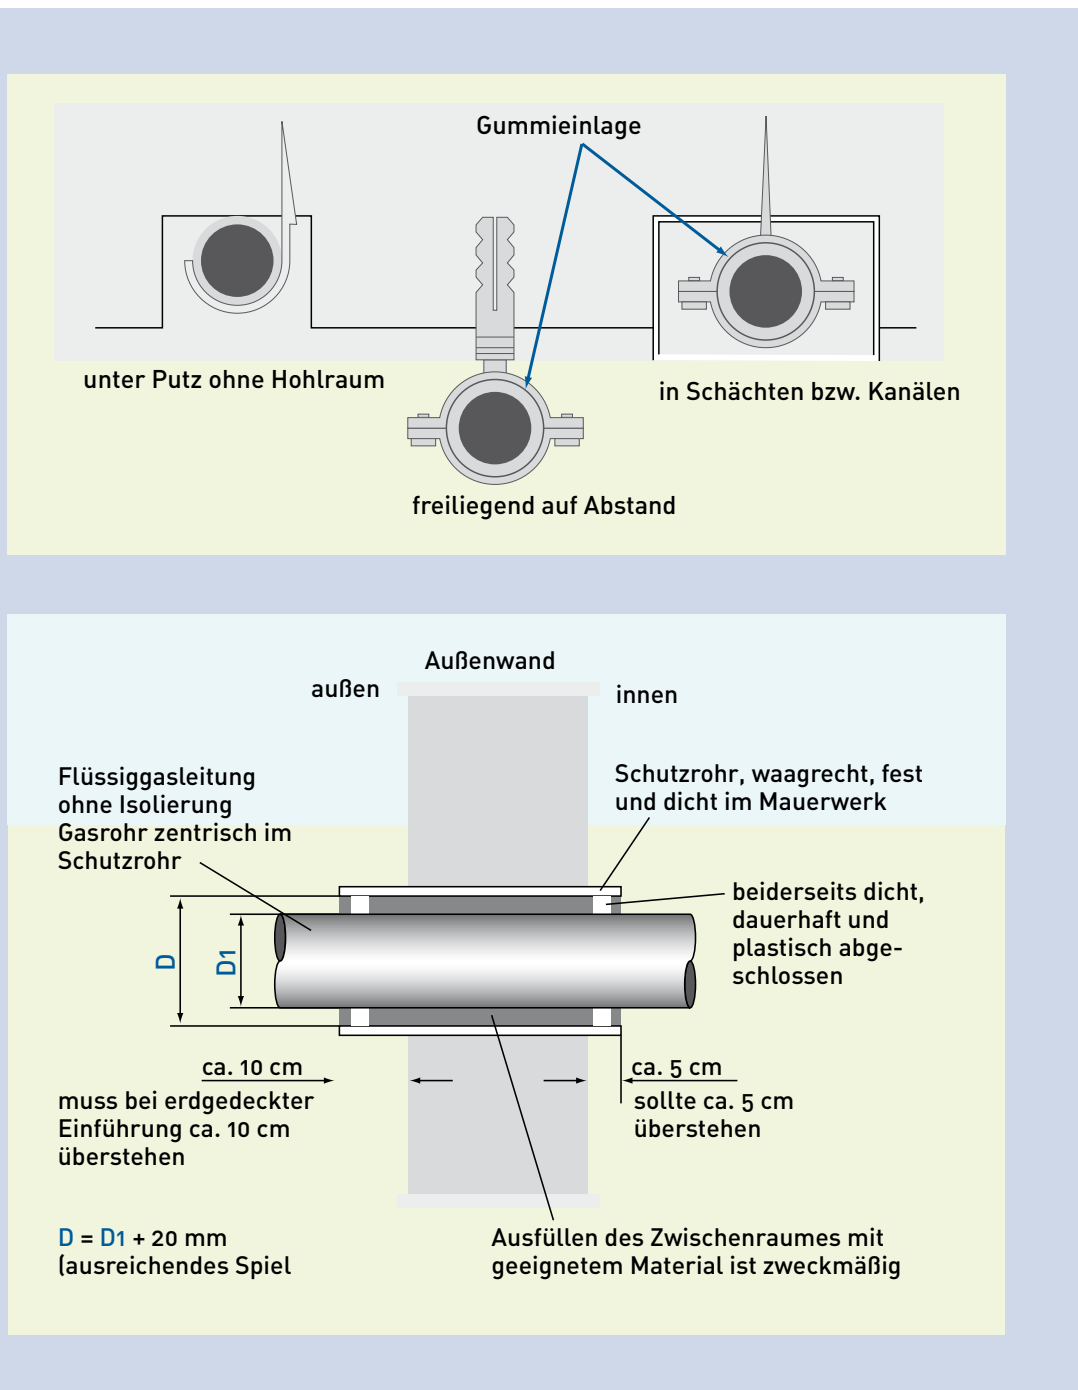 Gummieinlage
unter Putz ohne Hohlraum
in Schächten bzw. Kanälen
freiliegend auf Abstand
Außenwand
außen
innen
Flüssiggasleitung
ohne Isolierung
Gasrohr zentrisch im
Schutzrohr
Schutzrohr, waagrecht, fest
und dicht im Mauerwerk
beiderseits dicht,
dauerhaft und
plastisch abge-
schlossen
D
D1
ca. 10 cm
muss bei erdgedeckter
Einführung ca. 10 cm
überstehen
ca. 5 cm
sollte ca. 5 cm
überstehen
D = D1 + 20 mm
(ausreichendes Spiel
Ausfüllen des Zwischenraumes mit
geeignetem Material ist zweckmäßig